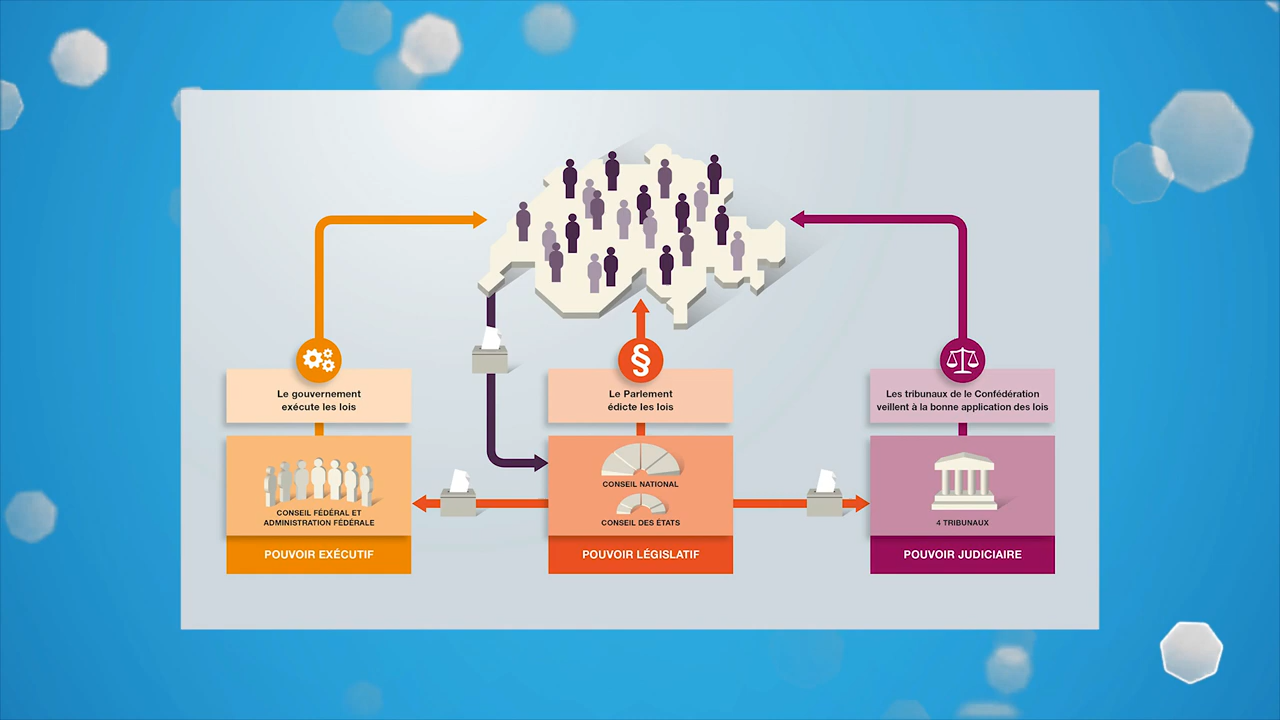 Le gouvernement
exécute les lois
CONSEIL FÉDÉRAL ET
ADMINISTRATION FÉDÉRALE
POUVOIR EXÉCUTIF
§
Le Parlement
édicte les lois
CONSEIL NATIONAL
CONSEIL DES ÉTATS
POUVOIR LÉGISLATIF
Les tribunaux de le Confédération
veillent à la bonne application des lois
4 TRIBUNAUX
POUVOIR JUDICIAIRE